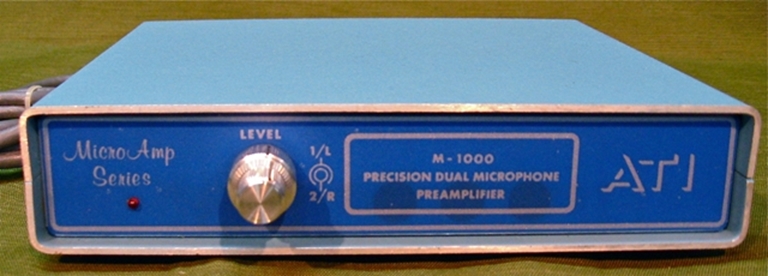 MicroAmp
Series
LEVEL
1/L
2/R
M-1000
PRECISION DUAL MICROPHONE
PREAMPLIFIER
ATI